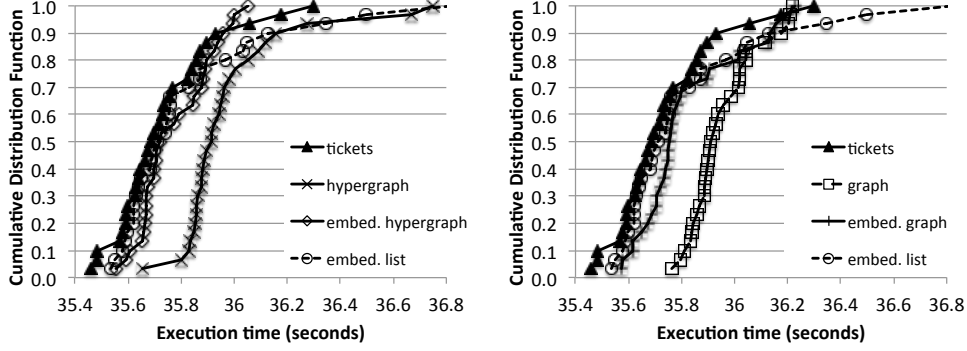 Cumulative Distribution Function
1.0
0.9
0.8
0.7
0.6
0.5
0.4
0.3
0.2
0.1
0.0
tickets
hypergraph
embed. hypergraph
embed. list
35.4 35.6 35.8 36 36.2 36.4 36.6 36.8
Execution time (seconds)
Cumulative Distribution Function
1.0
0.9
0.8
0.7
0.6
0.5
0.4
0.3
0.2
0.1
0.0
tickets
graph
embed. graph
embed. list
35.4 35.6 35.8 36 36.2 36.4 36.6 36.8
Execution time (seconds)